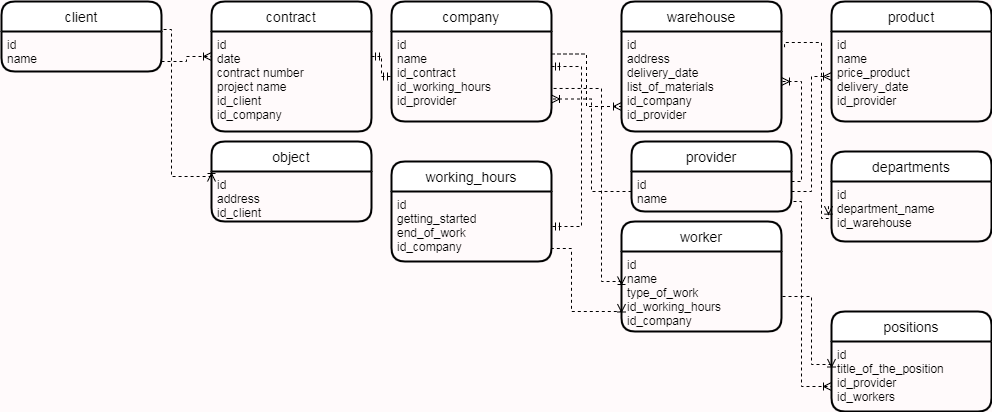 client
id
name
contract
id
date
contract number
project name
id_client
id_company
object
id
address
id_client
company
id
name
id_contract
id_working_hours
id_provider
working_hours
id
getting_started
end_of_work
id_company
warehouse
id
address
delivery_date
list_of_materials
id_company
id_provider
provider
id
name
worker
id
name
type_of_work
id_working_hours
id_company
product
id
name
price_product
delivery_date
id_provider
departments
id
department_name
id_warehouse
positions
id
title_of_the_position
id_provider
id_workers